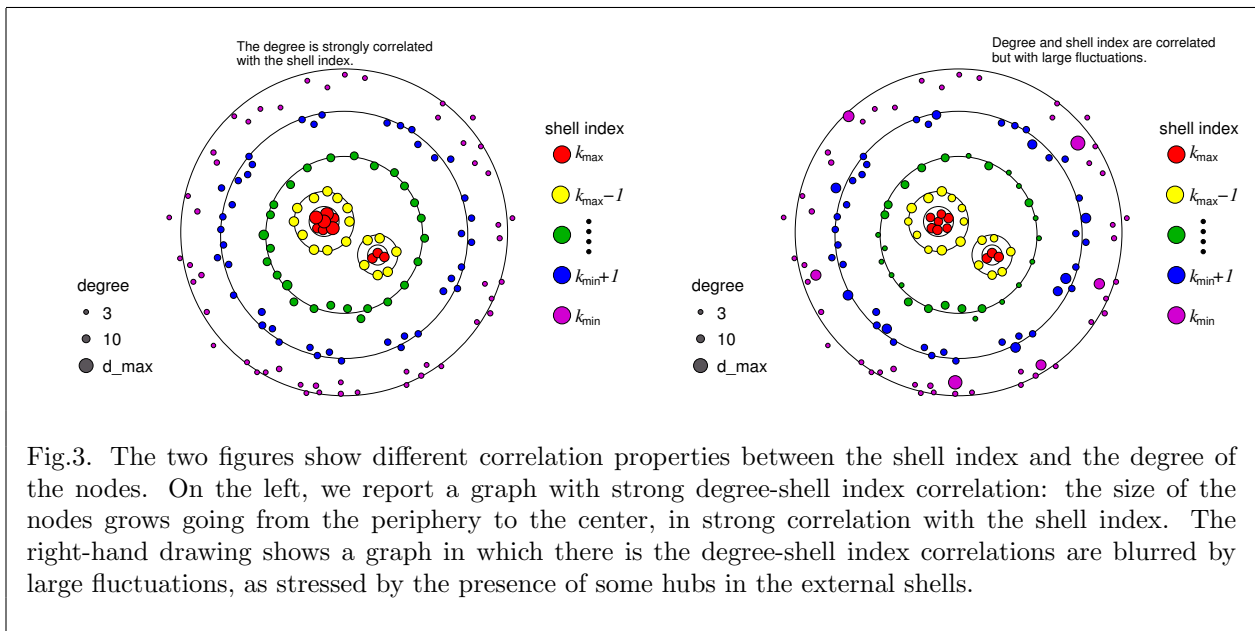 The degree is strongly correlated
with the shell index.
shell index
k_max
k_max−1
k_min+1
k_min
degree
3
10
d_max
Degree and shell index are correlated
but with large fluctuations.
shell index
k_max
k_max−1
k_min+1
k_min
degree
3
10
d_max
Fig.3. The two figures show different correlation properties between the shell index and the degree of
the nodes. On the left, we report a graph with strong degree-shell index correlation: the size of the
nodes grows going from the periphery to the center, in strong correlation with the shell index. The
right-hand drawing shows a graph in which there is the degree-shell index correlations are blurred by
large fluctuations, as stressed by the presence of some hubs in the external shells.